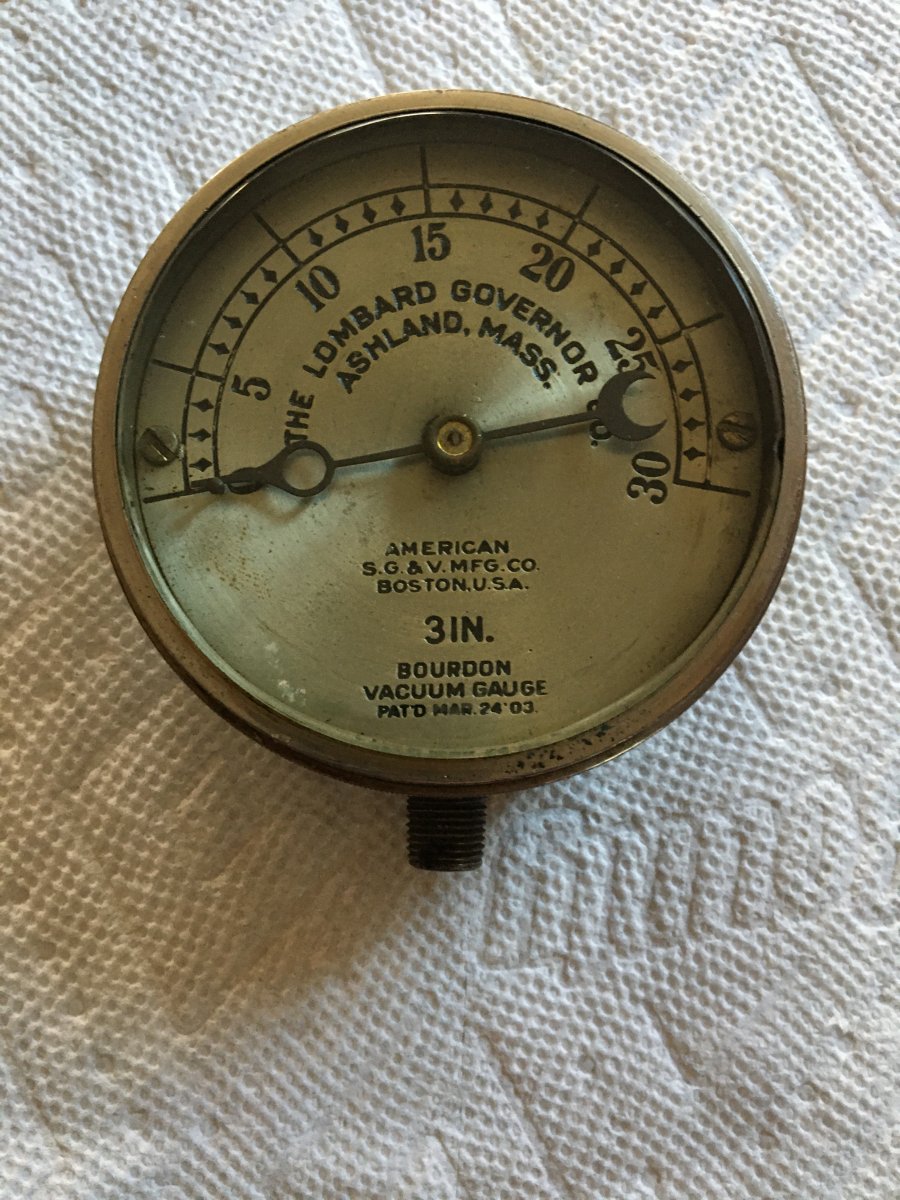 5
10
15
20
25
30
THE LOMBARD GOVERNOR CO.
ASHLAND, MASS.
AMERICAN
S.G.&V.MFG.CO.
BOSTON, U.S.A.
3IN.
BOURDON
VACUUM GAUGE
PAT'D MAR. 24 '03.